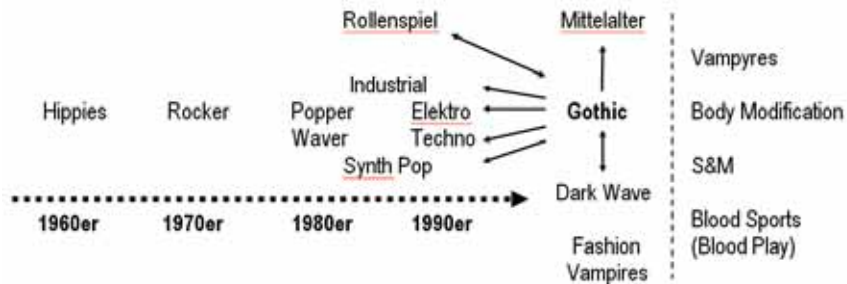 Rollenspiel
Mittelalter
Vampyres
Industrial
Hippies
Rocker
Popper
Waver
Elektro
Techno
Gothic
Body Modification
Synth Pop
S&M
Dark Wave
1960er
1970er
1980er
1990er
Blood Sports
(Blood Play)
Fashion
Vampires